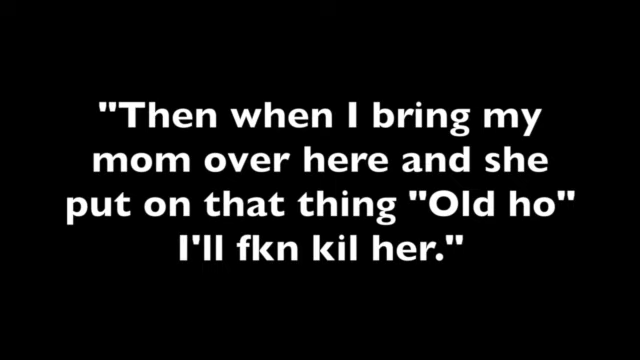 "Then when I bring my
mom over here and she
put on that thing "Old ho"
I'll fkn kil her."